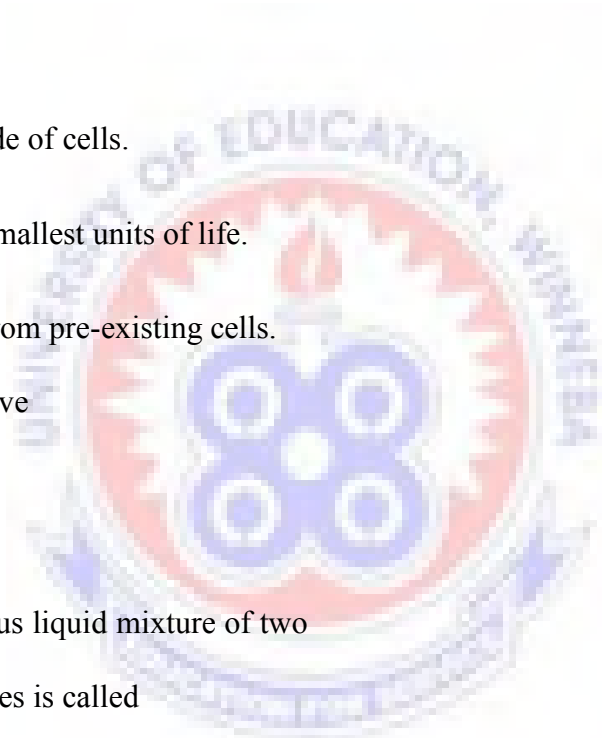 de of cells.
UNIVERSITY OF EDUCATION, WINNEBA
mallest units of life.
om pre-existing cells.
ve
us liquid mixture of two
es is called